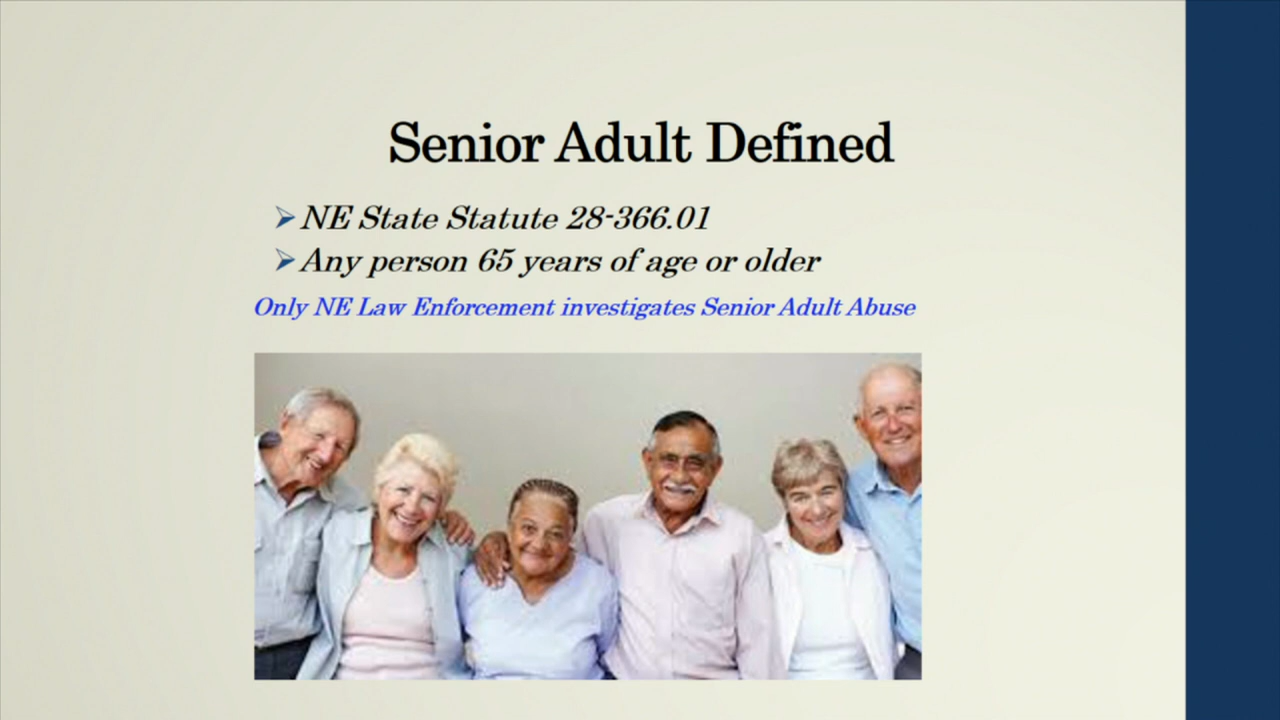 Senior Adult Defined
NE State Statute 28-366.01
Any person 65 years of age or older
Only NE Law Enforcement investigates Senior Adult Abuse